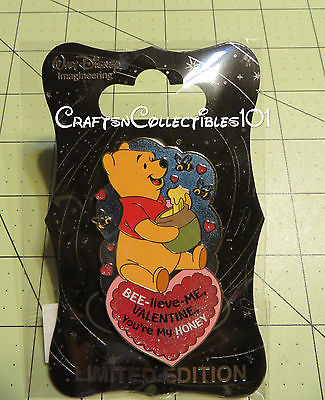 Walt Disney
Imagineering
CraftsnCollectibles101
BEE-lieve-ME,
VALENTINE,
You're My HONEY
LIMITED EDITION